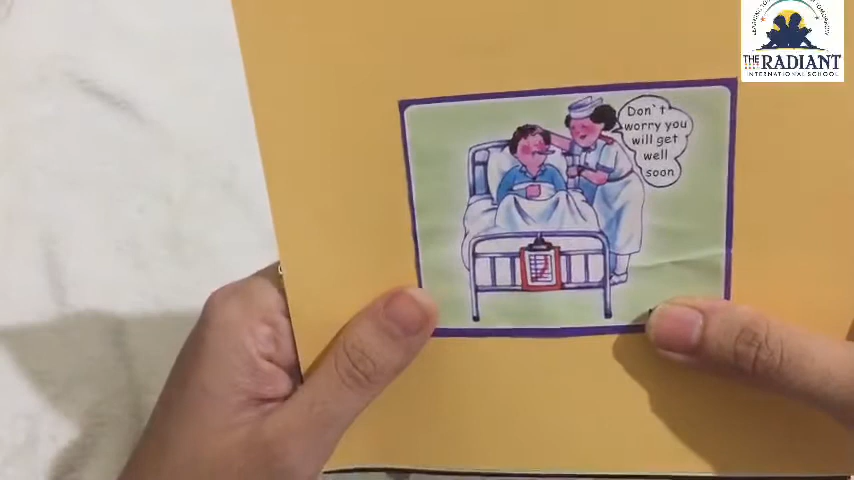 Don`t
worry you
will get
well
soon
THE RADIANT
INTERNATIONAL SCHOOL